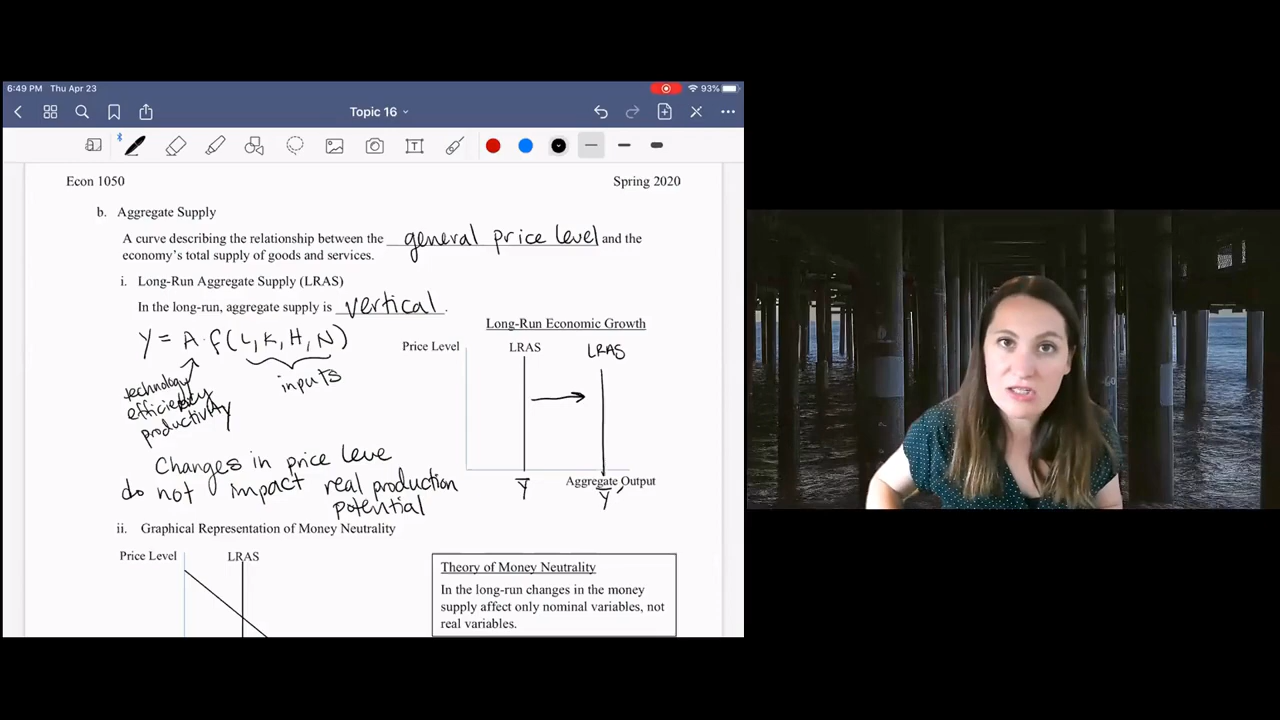 6:49 PM Thu Apr 23
93%
Topic 16
Econ 1050
Spring 2020
b. Aggregate Supply
A curve describing the relationship between the general price level and the
economy's total supply of goods and services.
i. Long-Run Aggregate Supply (LRAS)
In the long-run, aggregate supply is vertical.
Y = A · f(L, K, H, N)
inputs
technology
efficiency
productivity
Changes in price leve
do not impact real production
potential
Long-Run Economic Growth
Price Level
LRAS
LRAS
Aggregate Output
Y̅
Y̅'
ii. Graphical Representation of Money Neutrality
Price Level
LRAS
Theory of Money Neutrality
In the long-run changes in the money
supply affect only nominal variables, not
real variables.